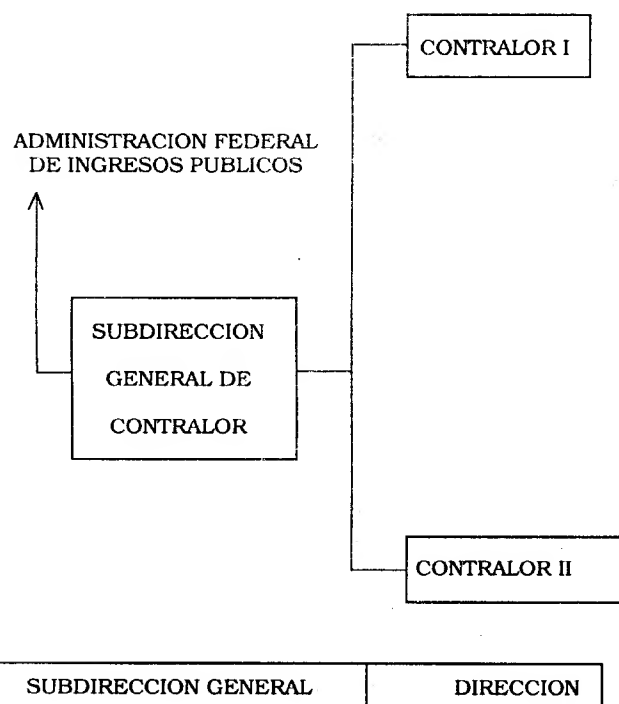 CONTRALOR I
ADMINISTRACION FEDERAL
DE INGRESOS PUBLICOS
SUBDIRECCION
GENERAL DE
CONTRALOR
CONTRALOR II
SUBDIRECCION GENERAL
DIRECCION